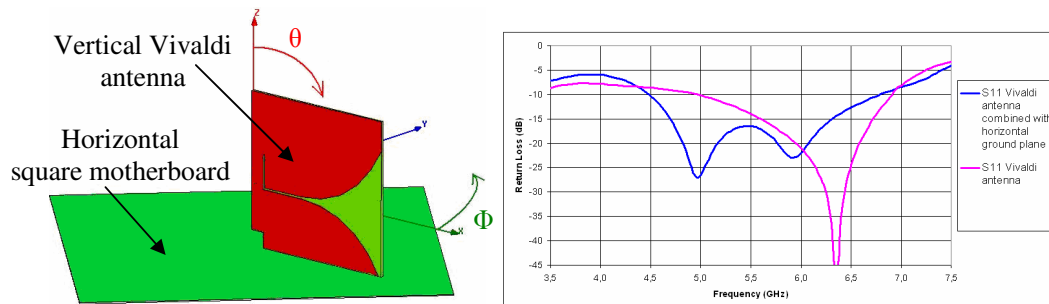 Vertical Vivaldi
antenna
Horizontal
square motherboard
Z
θ
Y
X
Φ
0
-5
-10
-15
-20
-25
-30
-35
-40
-45
Return Loss (dB)
3,5
4,0
4,5
5,0
5,5
6,0
6,5
7,0
7,5
Frequency (GHz)
S11 Vivaldi
antenna
combined with
horizontal
ground plane
S11 Vivaldi
antenna